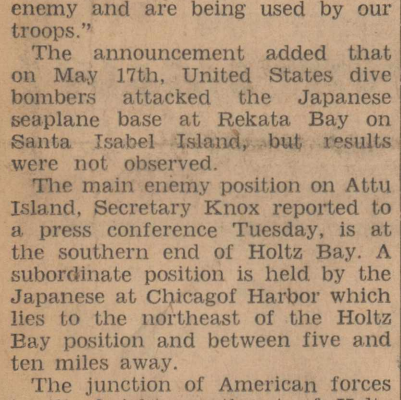 enemy and are being used by our
troops."
The announcement added that
on May 17th, United States dive
bombers attacked the Japanese
seaplane base at Rekata Bay on
Santa Isabel Island, but results
were not observed.
The main enemy position on Attu
Island, Secretary Knox reported to
a press conference Tuesday, is at
the southern end of Holtz Bay. A
subordinate position is held by the
Japanese at Chicagof Harbor which
lies to the northeast of the Holtz
Bay position and between five and
ten miles away.
The junction of American forces